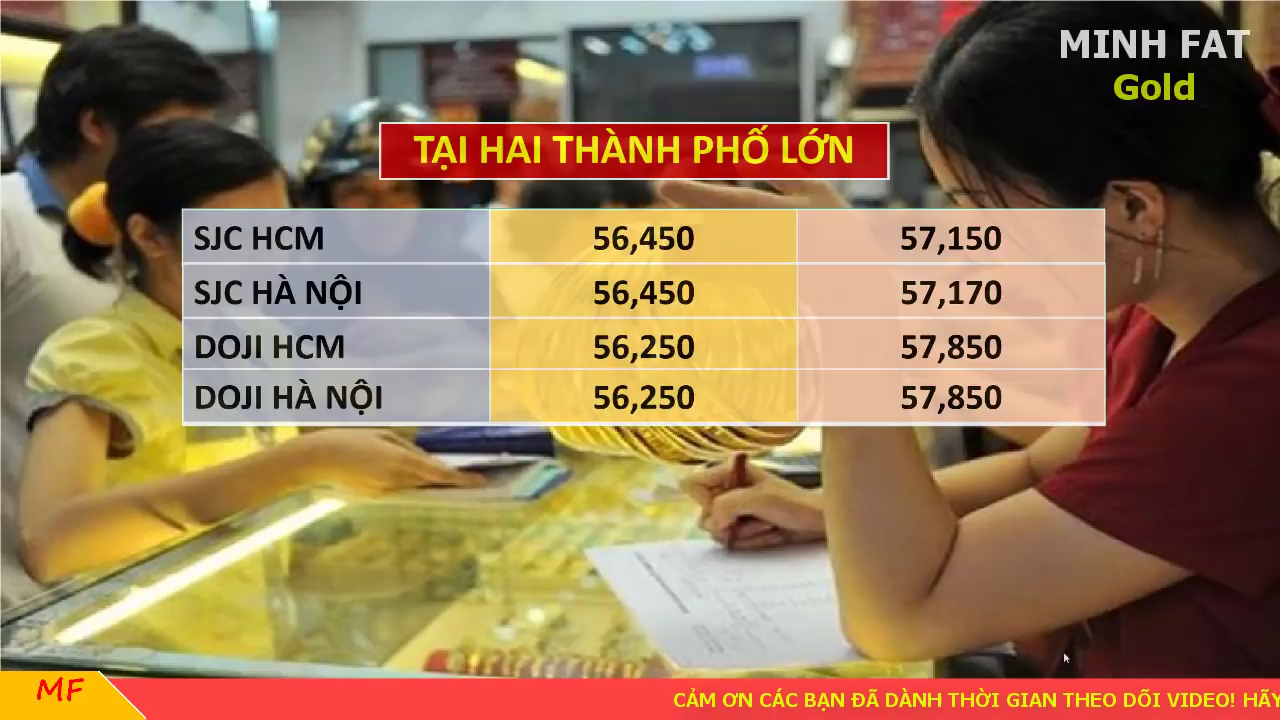 MINH FAT
Gold
TẠI HAI THÀNH PHỐ LỚN
SJC HCM 56,450 57,150
SJC HÀ NỘI 56,450 57,170
DOJI HCM 56,250 57,850
DOJI HÀ NỘI 56,250 57,850
MF
CẢM ƠN CÁC BẠN ĐÃ DÀNH THỜI GIAN THEO DÕI VIDEO! HÃY